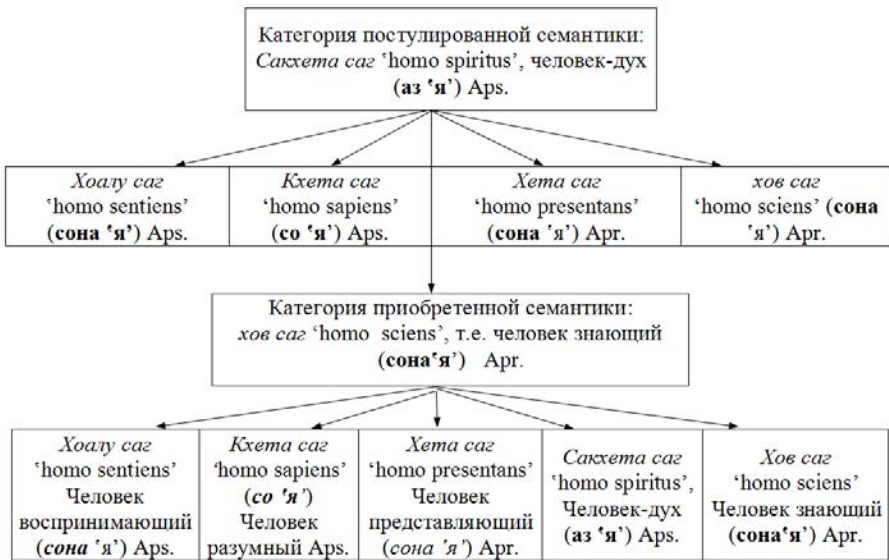 Категория постулированной семантики:
Сакхета саг ‘homo spiritus’, человек-дух
(аз ‘я’) Aps.
Хоалу саг
‘homo sentiens’
(сона ‘я’) Aps.
Кхета саг
‘homo sapiens’
(со ‘я’) Aps.
Хета саг
‘homo presentans’
(сона ‘я’) Apr.
хов саг
‘homo sciens’ (сона
‘я’) Apr.
Категория приобретенной семантики:
хов саг ‘homo sciens’, т.е. человек знающий
(сона‘я’) Apr.
Хоалу саг
‘homo sentiens’
Человек
воспринимающий
(сона ‘я’) Aps.
Кхета саг
‘homo sapiens’
(со ‘я’)
Человек
разумный Aps.
Хета саг
‘homo presentans’
Человек
представляющий
(сона ‘я’) Apr.
Сакхета саг
‘homo spiritus’,
Человек-дух
(аз ‘я’) Aps.
Хов саг
‘homo sciens’
Человек знающий
(сона‘я’) Apr.